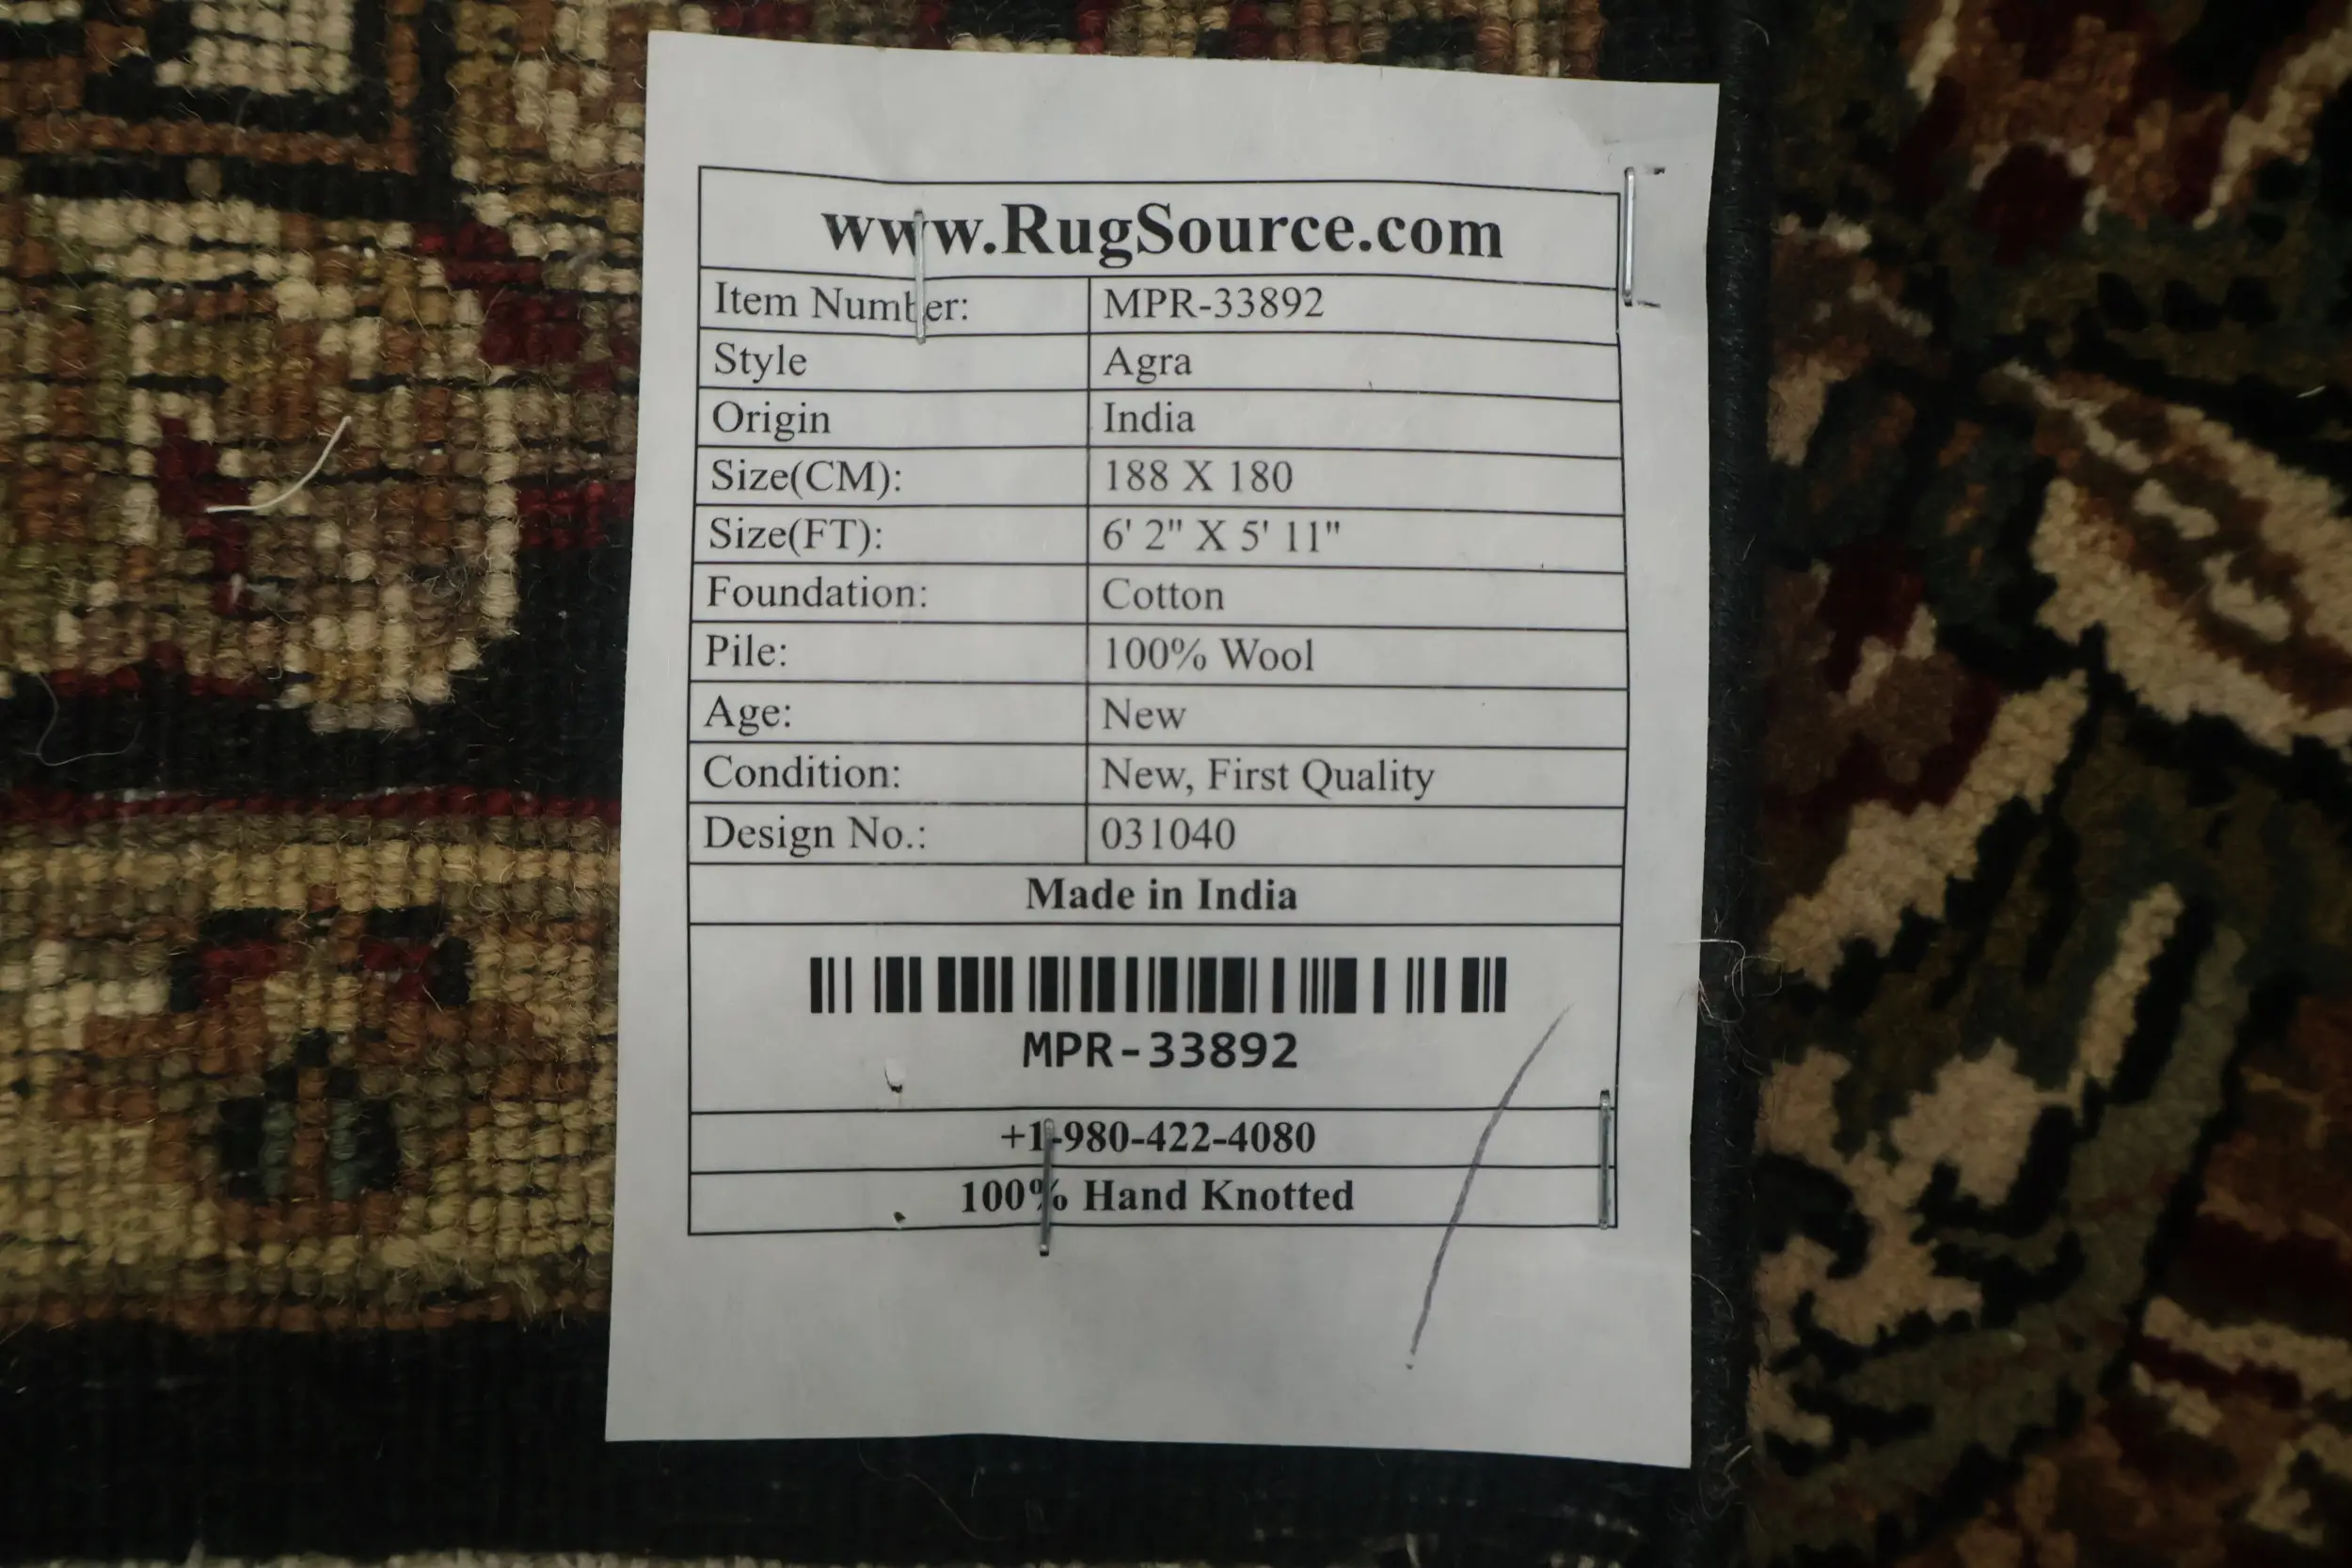 www.RugSource.com
Item Number: MPR-33892
Style Agra
Origin India
Size(CM): 188 X 180
Size(FT): 6' 2" X 5' 11"
Foundation: Cotton
Pile: 100% Wool
Age: New
Condition: New, First Quality
Design No.: 031040
Made in India
MPR-33892
+1-980-422-4080
100% Hand Knotted